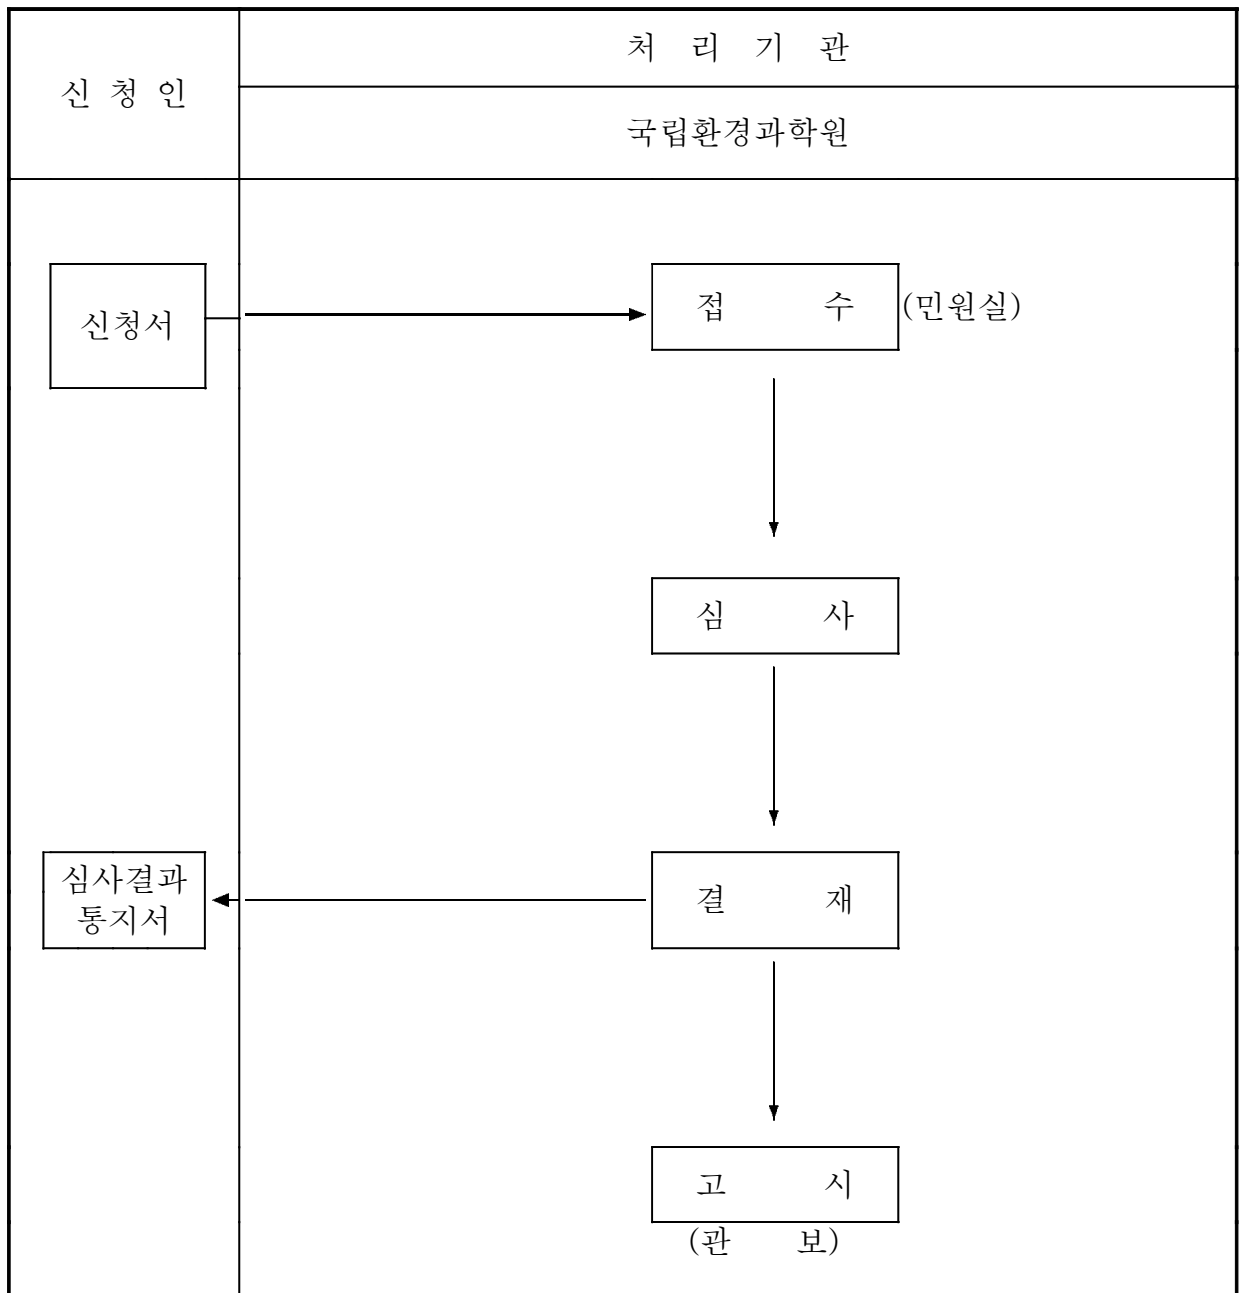 처 리 기 관
신 청 인
국립환경과학원
신청서
접 수 (민원실)
심 사
심사결과
통지서
결 재
고 시
(관 보)